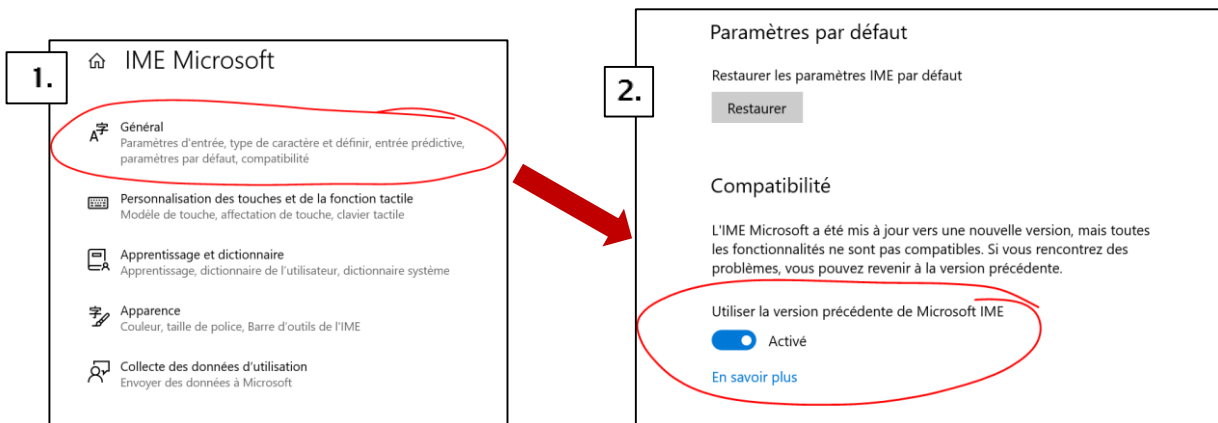 1.
IME Microsoft
Général
Paramètres d'entrée, type de caractère et définir, entrée prédictive,
paramètres par défaut, compatibilité
Personnalisation des touches et de la fonction tactile
Modèle de touche, affectation de touche, clavier tactile
Apprentissage et dictionnaire
Apprentissage, dictionnaire de l'utilisateur, dictionnaire système
Apparence
Couleur, taille de police, Barre d'outils de l'IME
Collecte des données d'utilisation
Envoyer des données à Microsoft
2.
Paramètres par défaut
Restaurer les paramètres IME par défaut
Restaurer
Compatibilité
L'IME Microsoft a été mis à jour vers une nouvelle version, mais toutes
les fonctionnalités ne sont pas compatibles. Si vous rencontrez des
problèmes, vous pouvez revenir à la version précédente.
Utiliser la version précédente de Microsoft IME
Activé
En savoir plus